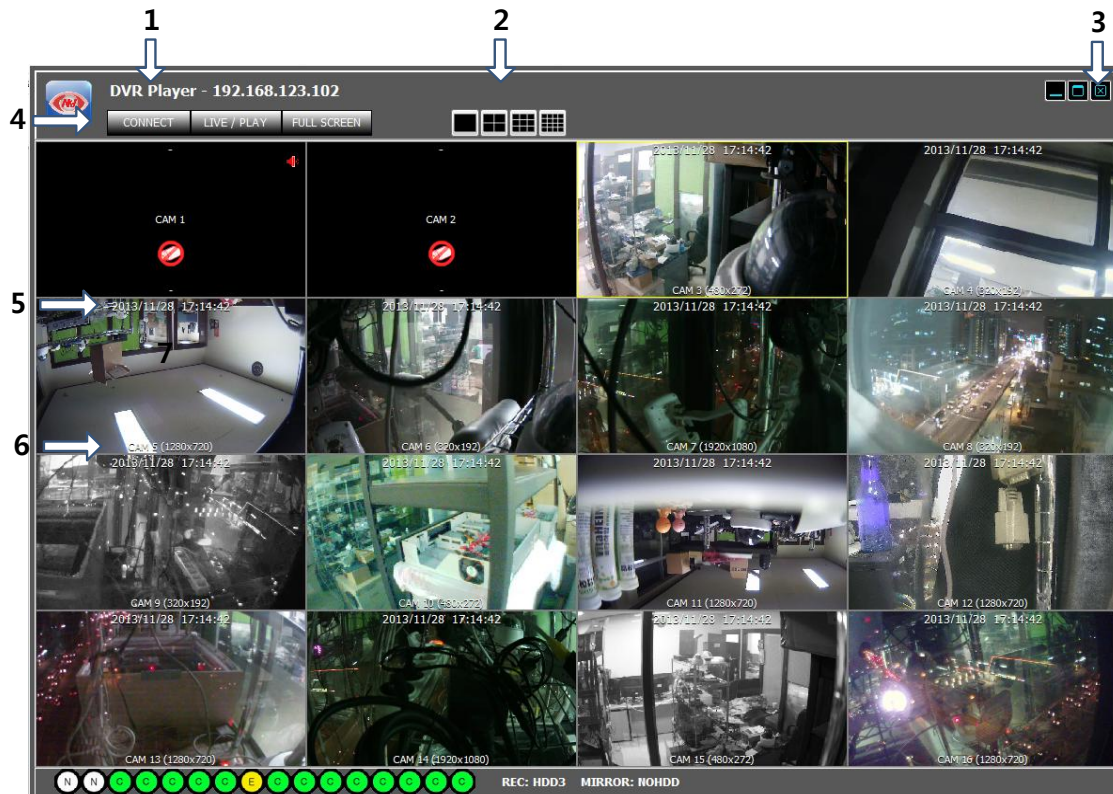 1
2
3
DVR Player - 192.168.123.102
4
CONNECT LIVE / PLAY FULL SCREEN
- - 2013/11/28 17:14:42 2013/11/28 17:14:42
CAM 1 CAM 2
- - CAM 3 (480x272) CAM 4 (320x192)
5
2013/11/28 17:14:42 2013/11/28 17:14:42 2013/11/28 17:14:42 2013/11/28 17:14:42
6
CAM 5 (1280x720) CAM 6 (320x192) CAM 7 (1920x1080) CAM 8 (320x192)
2013/11/28 17:14:42 2013/11/28 17:14:42 2013/11/28 17:14:42 2013/11/28 17:14:42
CAM 9 (320x192) CAM 10 (480x272) CAM 11 (1280x720) CAM 12 (1280x720)
2013/11/28 17:14:42 2013/11/28 17:14:42 2013/11/28 17:14:42 2013/11/28 17:14:42
CAM 13 (1280x720) CAM 14 (1920x1080) CAM 15 (480x272) CAM 16 (1280x720)
N N C C C C C E C C C C C C C C REC: HDD3 MIRROR: NOHDD